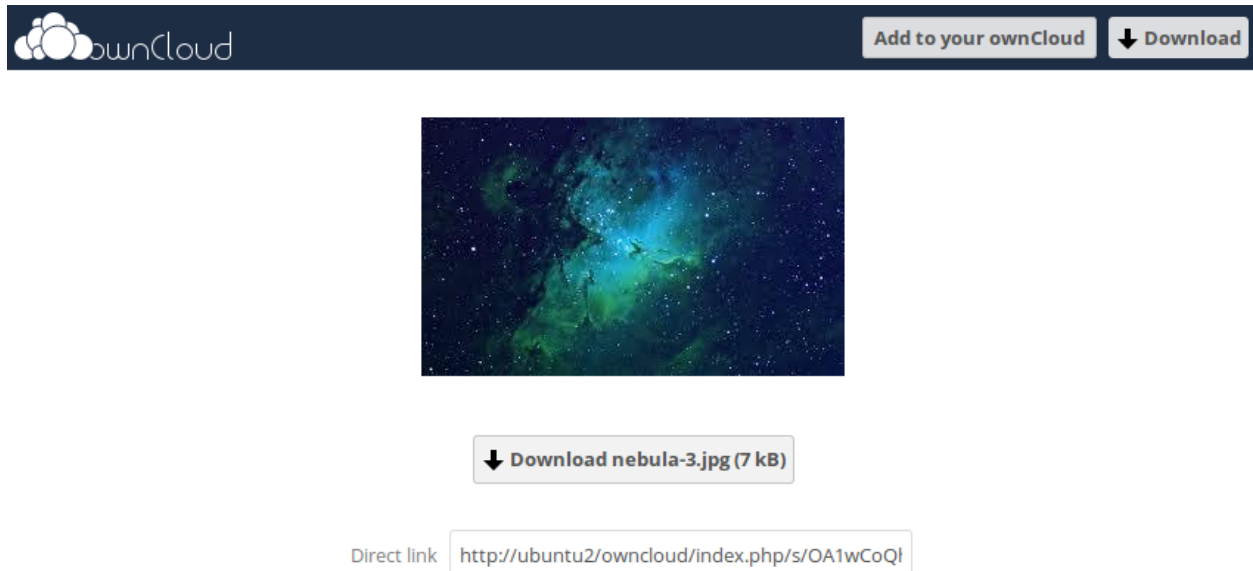 ownCloud
Add to your ownCloud
Download
Download nebula-3.jpg (7 kB)
Direct link
http://ubuntu2/owncloud/index.php/s/OA1wCoQ